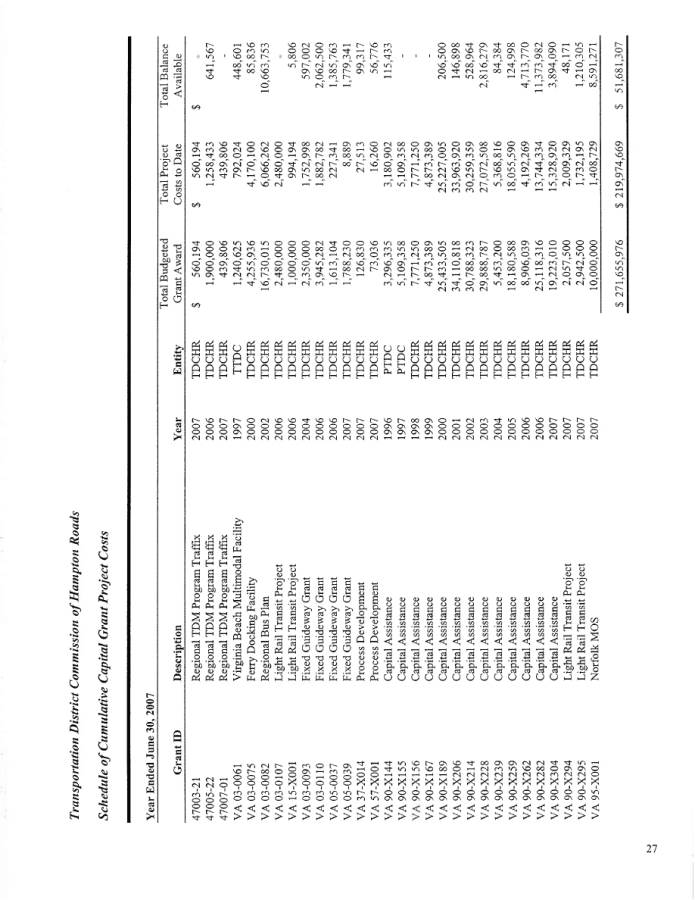 Transportation District Commission of Hampton Roads
Schedule of Cumulative Capital Grant Project Costs
Year Ended June 30, 2007
Total Budgeted Total Project Total Balance
Grant ID Description Year Entity Grant Award Costs to Date Available
47003-21 Regional TDM Program Traffix 2007 TDCHR $ 560,194 $ 560,194 $ -
47005-22 Regional TDM Program Traffix 2006 TDCHR 1,900,000 1,258,433 641,567
47007-01 Regional TDM Program Traffix 2007 TDCHR 439,806 439,806 -
VA 03-0061 Virginia Beach Multimodal Facility 1997 TTDC 1,240,625 792,024 448,601
VA 03-0075 Ferry Docking Facility 2000 TDCHR 4,255,936 4,170,100 85,836
VA 03-0082 Regional Bus Plan 2002 TDCHR 16,730,015 6,066,262 10,663,753
VA 03-0107 Light Rail Transit Project 2006 TDCHR 2,480,000 2,480,000 -
VA 15-X001 Light Rail Transit Project 2006 TDCHR 1,000,000 994,194 5,806
VA 03-0093 Fixed Guideway Grant 2004 TDCHR 2,350,000 1,752,998 597,002
VA 03-0110 Fixed Guideway Grant 2006 TDCHR 3,945,282 1,882,782 2,062,500
VA 05-0037 Fixed Guideway Grant 2006 TDCHR 1,613,104 227,341 1,385,763
VA 05-0039 Fixed Guideway Grant 2007 TDCHR 1,788,230 8,889 1,779,341
VA 37-X014 Process Development 2007 TDCHR 126,830 27,513 99,317
VA 57-X001 Process Development 2007 TDCHR 73,036 16,260 56,776
VA 90-X144 Capital Assistance 1996 PTDC 3,296,335 3,180,902 115,433
VA 90-X155 Capital Assistance 1997 PTDC 5,109,358 5,109,358 -
VA 90-X156 Capital Assistance 1998 TDCHR 7,771,250 7,771,250 -
VA 90-X167 Capital Assistance 1999 TDCHR 4,873,389 4,873,389 -
VA 90-X189 Capital Assistance 2000 TDCHR 25,433,505 25,227,005 206,500
VA 90-X206 Capital Assistance 2001 TDCHR 34,110,818 33,963,920 146,898
VA 90-X214 Capital Assistance 2002 TDCHR 30,788,323 30,259,359 528,964
VA 90-X228 Capital Assistance 2003 TDCHR 29,888,787 27,072,508 2,816,279
VA 90-X239 Capital Assistance 2004 TDCHR 5,453,200 5,368,816 84,384
VA 90-X259 Capital Assistance 2005 TDCHR 18,180,588 18,055,590 124,998
VA 90-X262 Capital Assistance 2006 TDCHR 8,906,039 4,192,269 4,713,770
VA 90-X282 Capital Assistance 2006 TDCHR 25,118,316 13,744,334 11,373,982
VA 90-X304 Capital Assistance 2007 TDCHR 19,223,010 15,328,920 3,894,090
VA 90-X294 Light Rail Transit Project 2007 TDCHR 2,057,500 2,009,329 48,171
VA 90-X295 Light Rail Transit Project 2007 TDCHR 2,942,500 1,732,195 1,210,305
VA 95-X001 Norfolk MOS 2007 TDCHR 10,000,000 1,408,729 8,591,271
$ 271,655,976 $ 219,974,669 $ 51,681,307
27